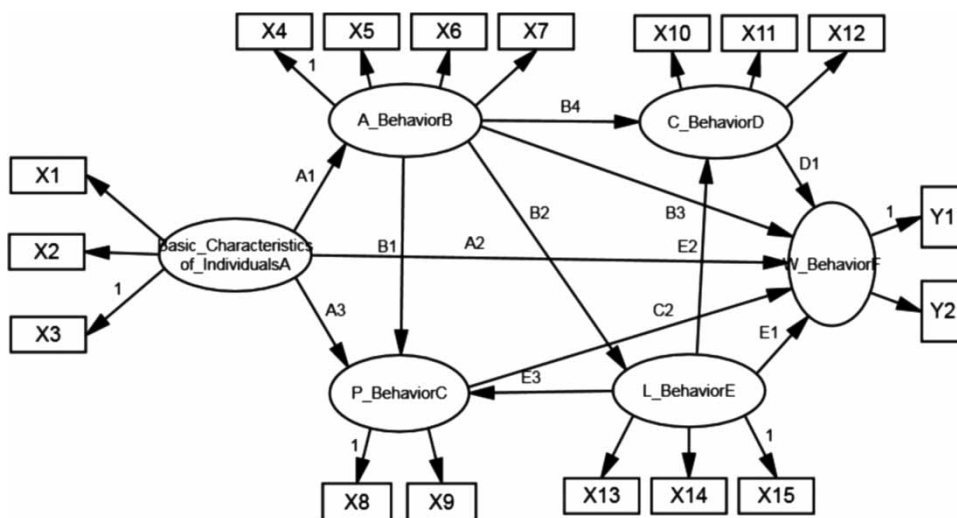 X4
X5
X6
X7
X10
X11
X12
1
A_BehaviorB
B4
C_BehaviorD
X1
A1
D1
B2
B3
1
Y1
X2
Basic_Characteristics
of_IndividualsA
B1
A2
E2
W_BehaviorF
1
A3
C2
Y2
X3
E1
P_BehaviorC
E3
L_BehaviorE
1
1
X8
X9
X13
X14
X15